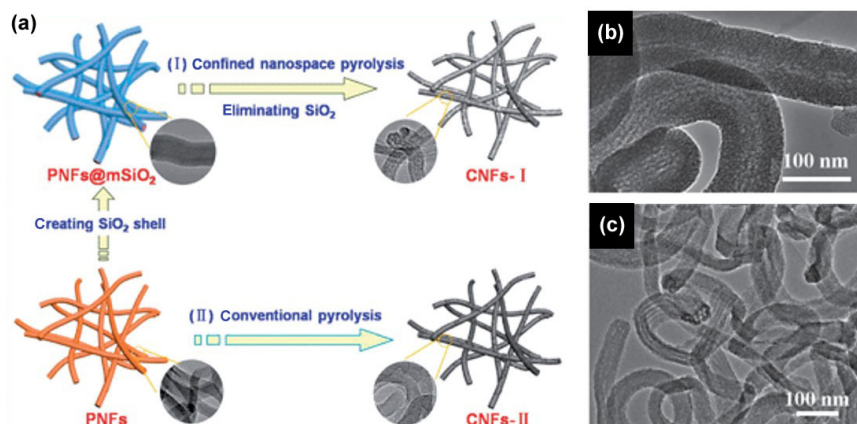 (a)
(I) Confined nanospace pyrolysis
Eliminating SiO₂
PNFs@mSiO₂
CNFs-I
Creating SiO₂ shell
(II) Conventional pyrolysis
PNFs
CNFs-II
(b)
100 nm
(c)
100 nm